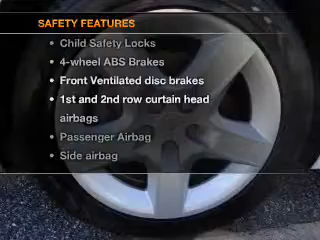 SAFETY FEATURES
• Child Safety Locks
• 4-wheel ABS Brakes
• Front Ventilated disc brakes
• 1st and 2nd row curtain head
airbags
• Passenger Airbag
• Side airbag